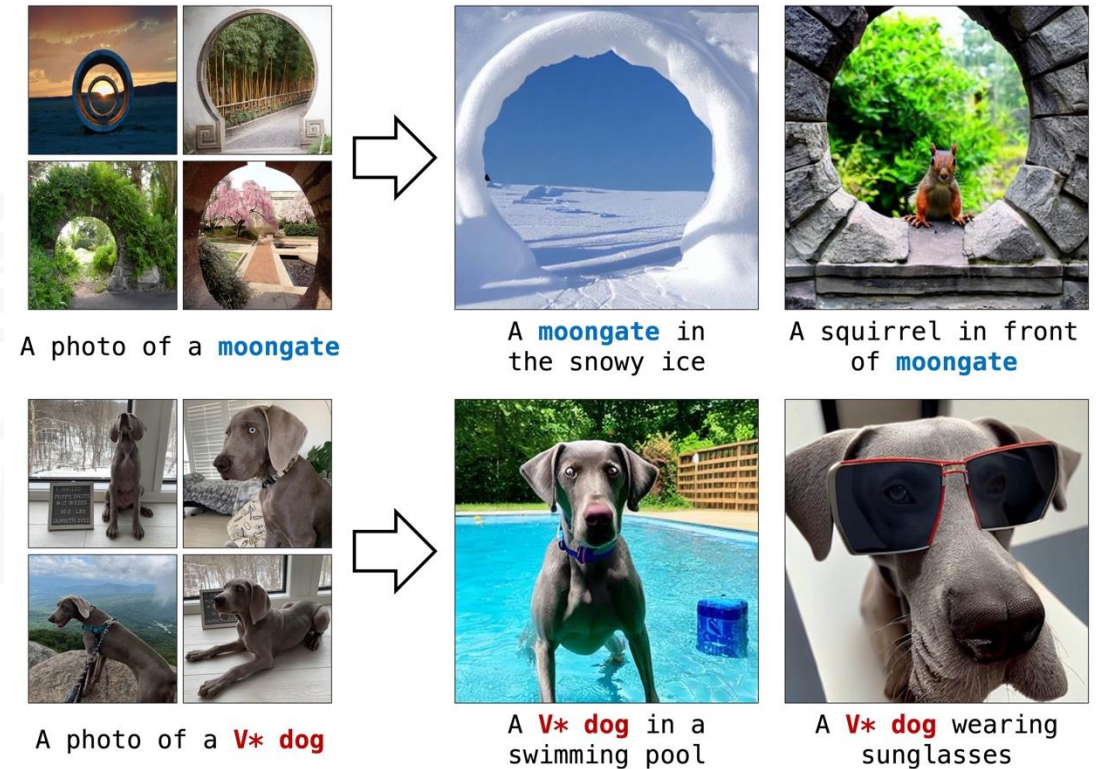 A photo of a moongate
A moongate in
the snowy ice
A squirrel in front
of moongate
A photo of a V* dog
A V* dog in a
swimming pool
A V* dog wearing
sunglasses